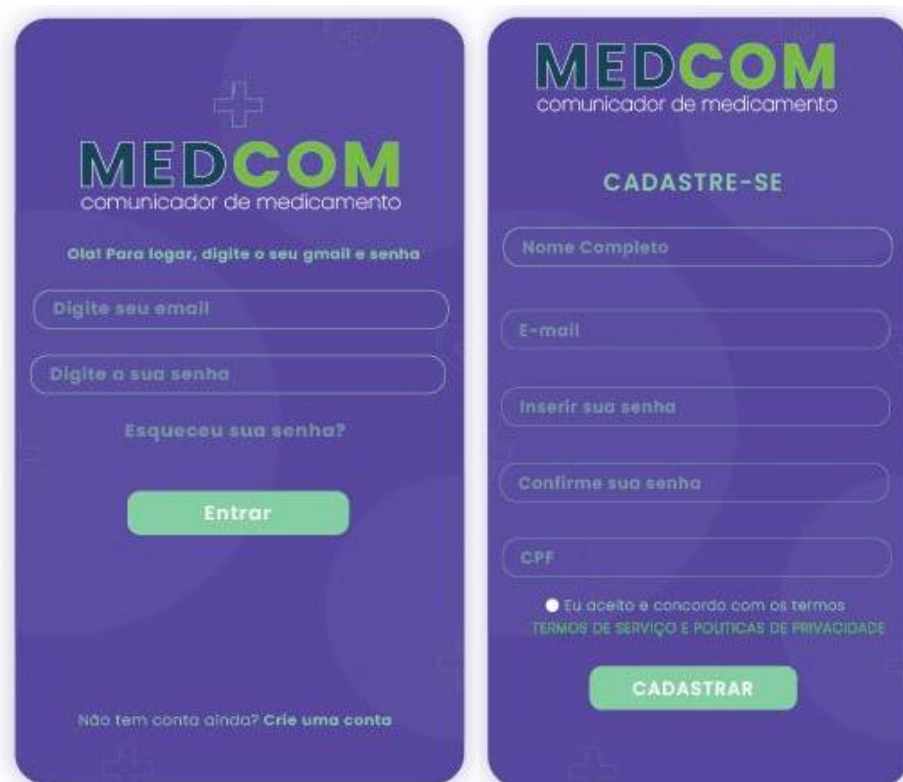 MEDCOM
comunicador de medicamento
Ola! Para logar, digite o seu gmail e senha
Digite seu email
Digite a sua senha
Esqueceu sua senha?
Entrar
Não tem conta ainda? Crie uma conta
MEDCOM
comunicador de medicamento
CADASTRE-SE
Nome Completo
E-mail
Inserir sua senha
Confirme sua senha
CPF
Eu aceito e concordo com os termos
TERMOS DE SERVIÇO E POLITICAS DE PRIVACIDADE
CADASTRAR